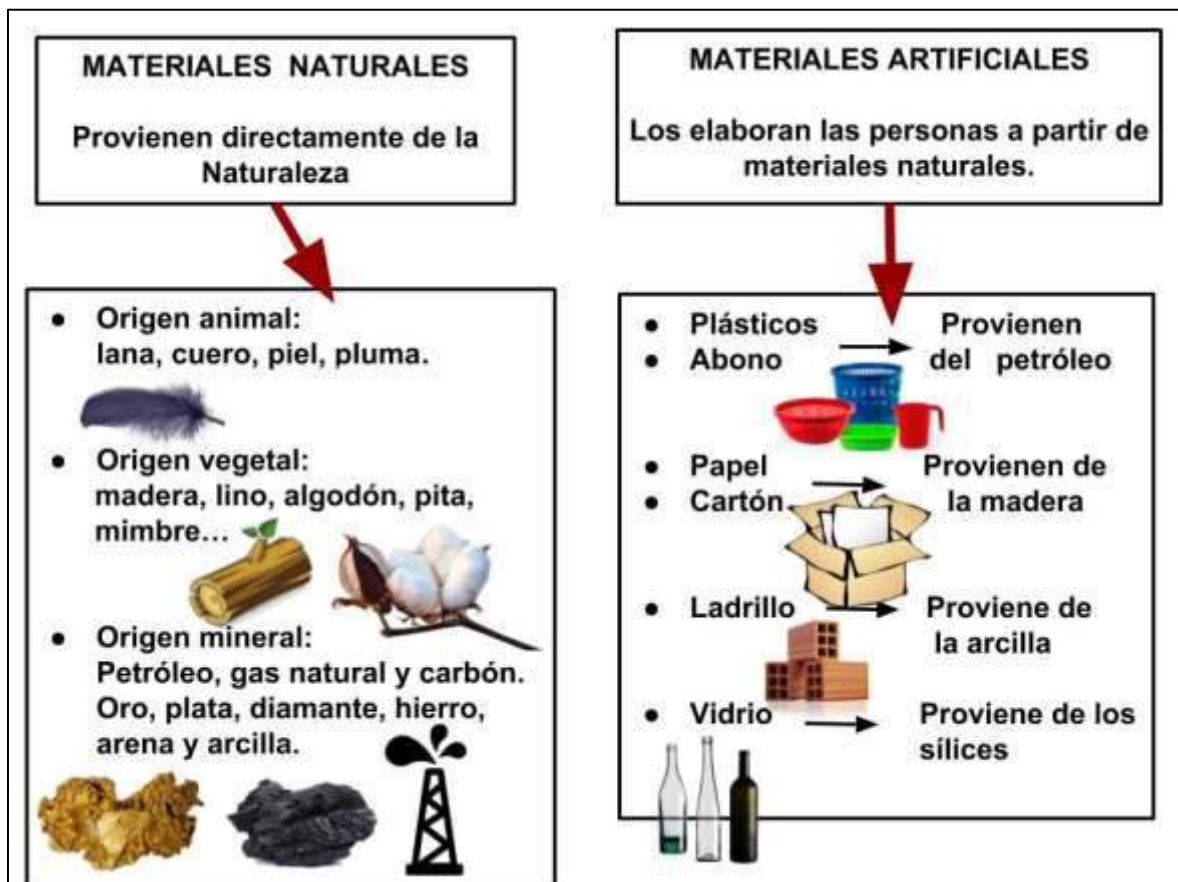 MATERIALES NATURALES
Provienen directamente de la
Naturaleza
● Origen animal:
lana, cuero, piel, pluma.
● Origen vegetal:
madera, lino, algodón, pita,
mimbre…
● Origen mineral:
Petróleo, gas natural y carbón.
Oro, plata, diamante, hierro,
arena y arcilla.
MATERIALES ARTIFICIALES
Los elaboran las personas a partir de
materiales naturales.
● Plásticos Provienen
● Abono del petróleo
● Papel Provienen de
● Cartón la madera
● Ladrillo Proviene de
la arcilla
● Vidrio Proviene de los
sílices